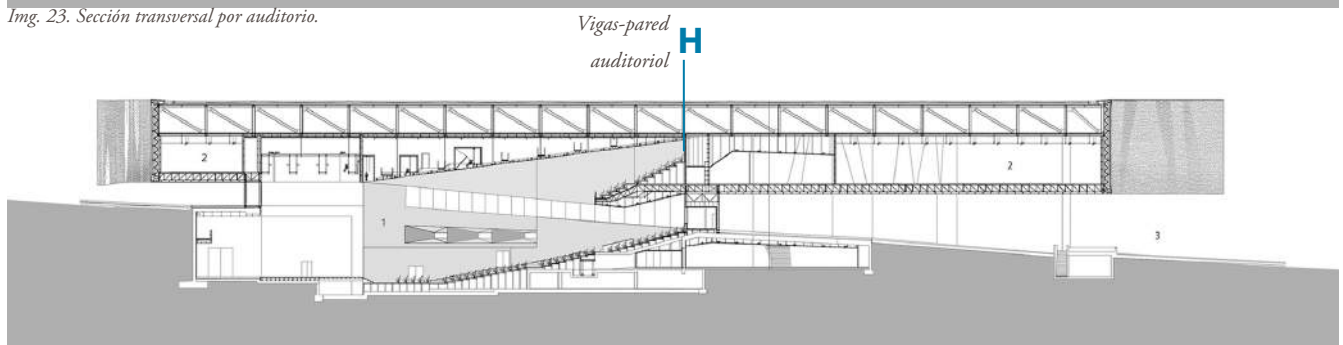 Img. 23. Sección transversal por auditorio.
Vigas-pared
auditoriol
H
2
2
1
3